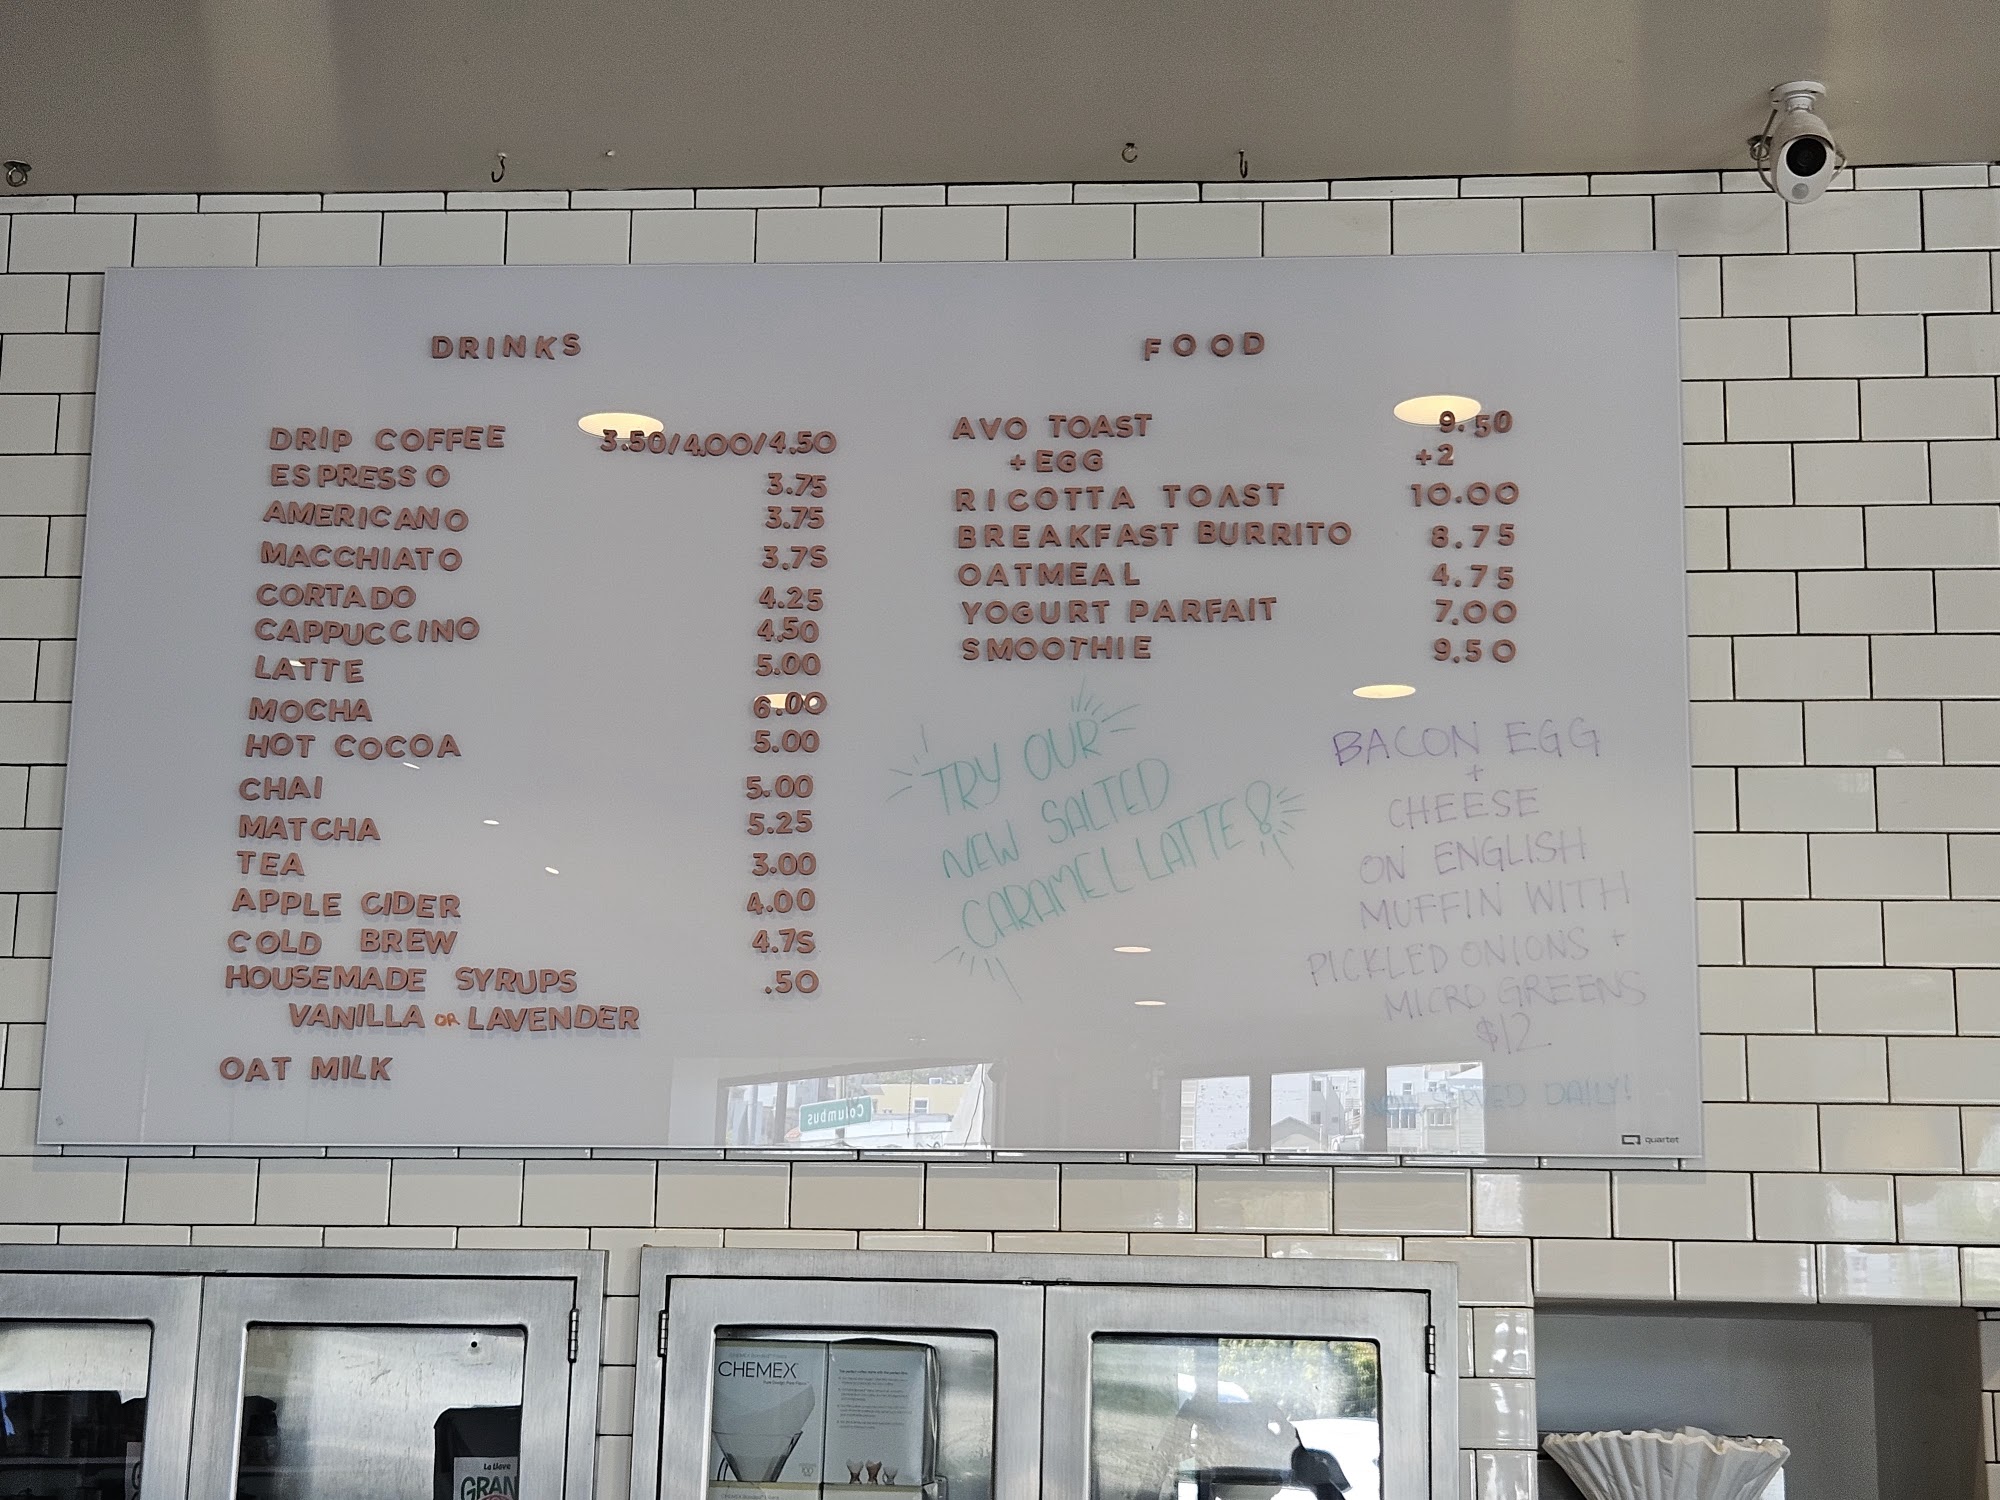 DRINKS
DRIP COFFEE 3.50/4.00/4.50
ESPRESSO 3.75
AMERICANO 3.75
MACCHIATO 3.75
CORTADO 4.25
CAPPUCCINO 4.50
LATTE 5.00
MOCHA 6.00
HOT COCOA 5.00
CHAI 5.00
MATCHA 5.25
TEA 3.00
APPLE CIDER 4.00
COLD BREW 4.75
HOUSEMADE SYRUPS .50
VANILLA OR LAVENDER
OAT MILK
FOOD
AVO TOAST 9.50
+ EGG +2
RICOTTA TOAST 10.00
BREAKFAST BURRITO 8.75
OATMEAL 4.75
YOGURT PARFAIT 7.00
SMOOTHIE 9.50
TRY OUR
NEW SALTED
CARAMEL LATTE!
BACON EGG
+
CHEESE
ON ENGLISH
MUFFIN WITH
PICKLED ONIONS +
MICRO GREENS
$12
SERVED DAILY!
quartet
Columbus
CHEMEX
La Llave
GRAN